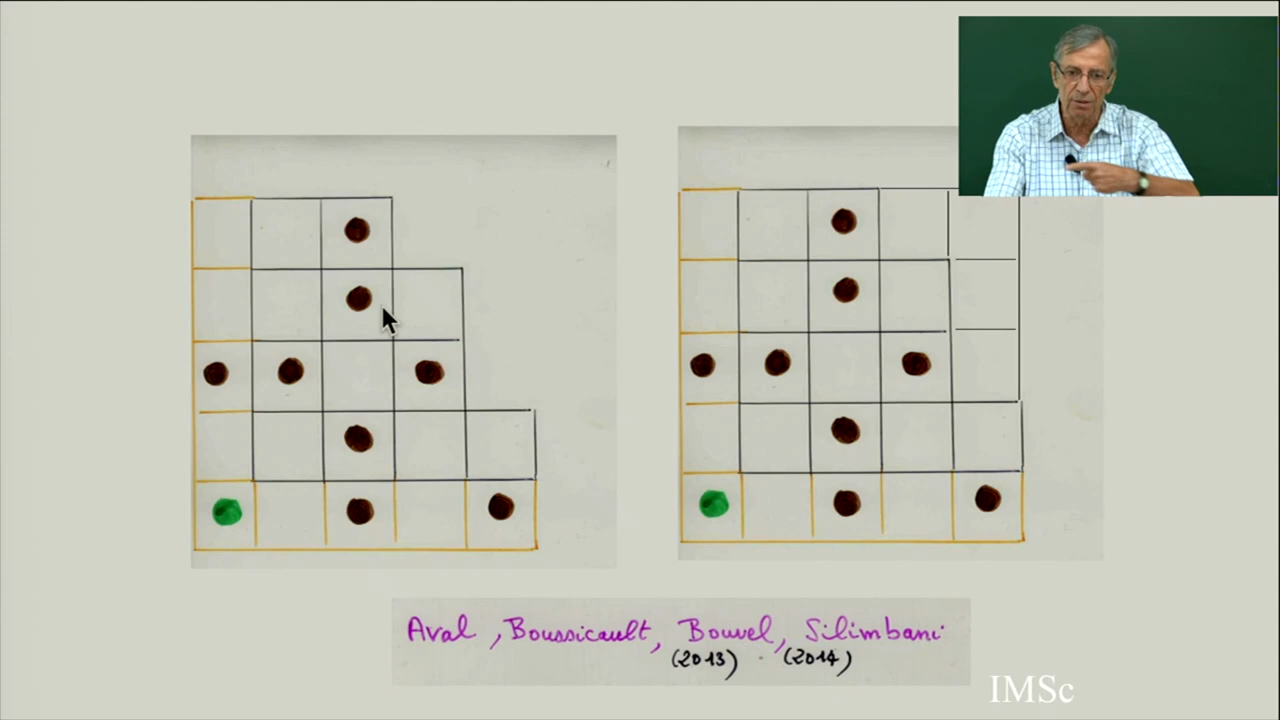 Aval, Boussicault, Bouvel, Silimbani
(2013) . (2014)
IMSc